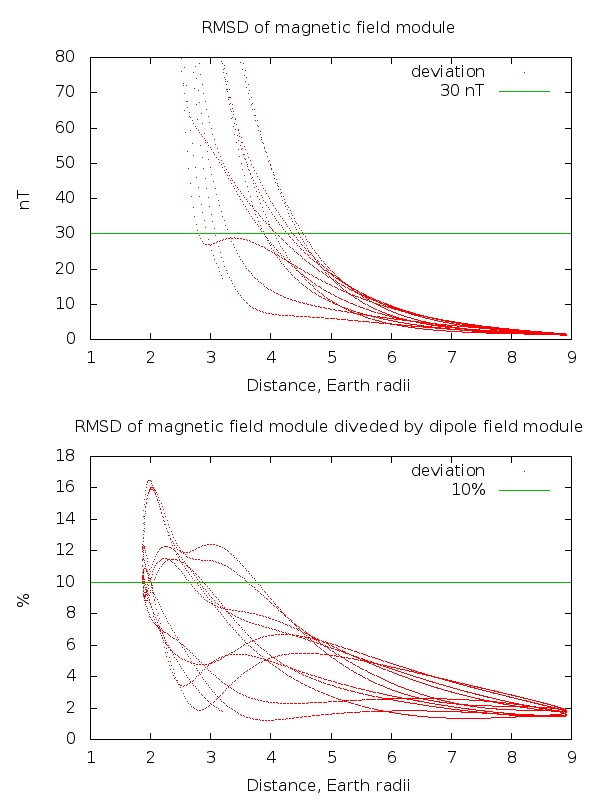 RMSD of magnetic field module
80
70
60
50
40
30
20
10
0
nT
deviation
30 nT
1 2 3 4 5 6 7 8 9
Distance, Earth radii
RMSD of magnetic field module diveded by dipole field module
18
16
14
12
10
8
6
4
2
0
%
deviation
10%
1 2 3 4 5 6 7 8 9
Distance, Earth radii